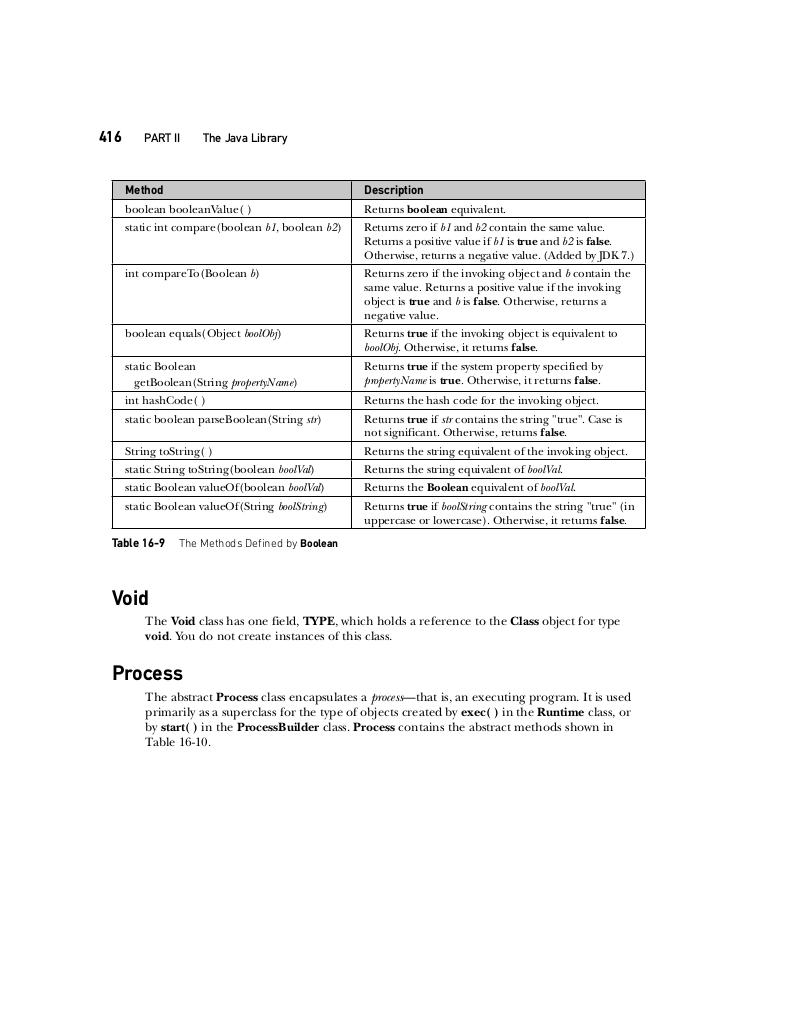 416 PART II The Java Library
Method Description
boolean booleanValue( ) Returns boolean equivalent.
static int compare(boolean b1, boolean b2) Returns zero if b1 and b2 contain the same value.
Returns a positive value if b1 is true and b2 is false.
Otherwise, returns a negative value. (Added by JDK 7.)
int compareTo(Boolean b) Returns zero if the invoking object and b contain the
same value. Returns a positive value if the invoking
object is true and b is false. Otherwise, returns a
negative value.
boolean equals(Object boolObj) Returns true if the invoking object is equivalent to
boolObj. Otherwise, it returns false.
static Boolean Returns true if the system property specified by
getBoolean(String propertyName) propertyName is true. Otherwise, it returns false.
int hashCode( ) Returns the hash code for the invoking object.
static boolean parseBoolean(String str) Returns true if str contains the string "true". Case is
not significant. Otherwise, returns false.
String toString( ) Returns the string equivalent of the invoking object.
static String toString(boolean boolVal) Returns the string equivalent of boolVal.
static Boolean valueOf(boolean boolVal) Returns the Boolean equivalent of boolVal.
static Boolean valueOf(String boolString) Returns true if boolString contains the string "true" (in
uppercase or lowercase). Otherwise, it returns false.
Table 16-9 The Methods Defined by Boolean
Void
The Void class has one field, TYPE, which holds a reference to the Class object for type
void. You do not create instances of this class.
Process
The abstract Process class encapsulates a process—that is, an executing program. It is used
primarily as a superclass for the type of objects created by exec( ) in the Runtime class, or
by start( ) in the ProcessBuilder class. Process contains the abstract methods shown in
Table 16-10.